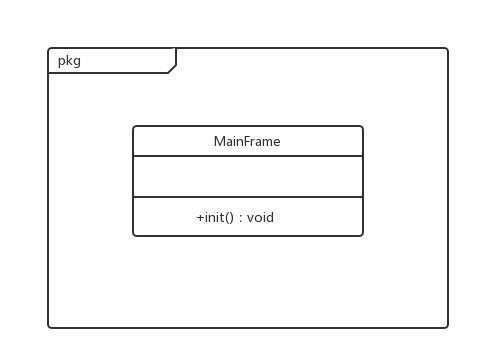 pkg
MainFrame
+init() : void